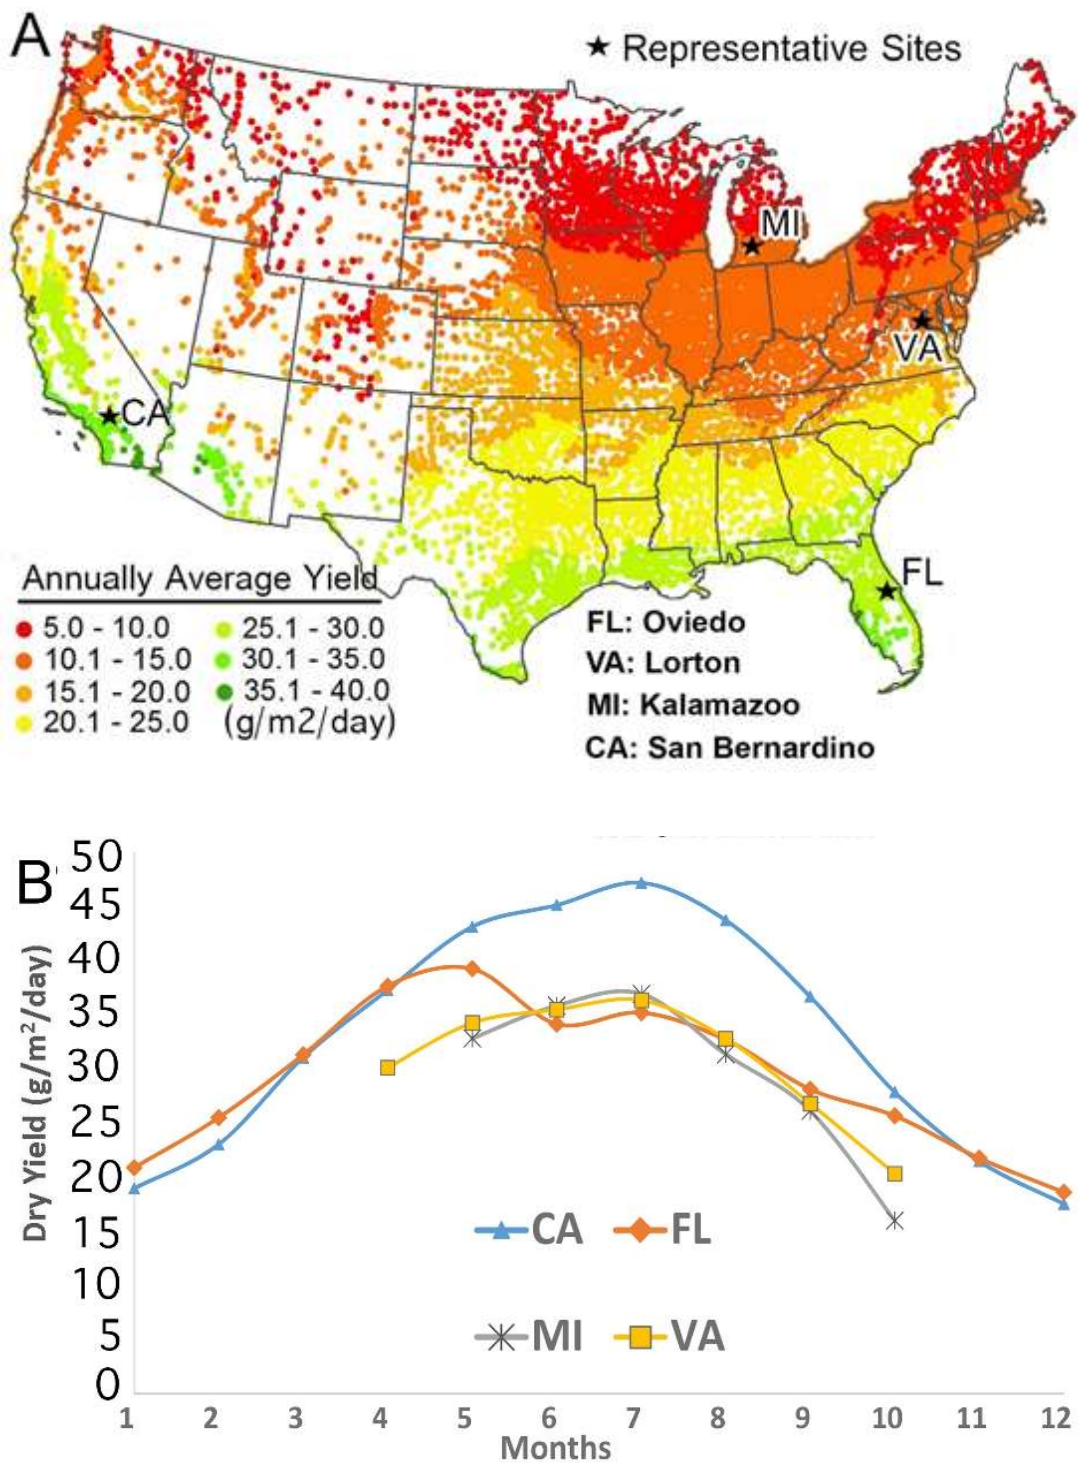 A
★ Representative Sites
MI
VA
CA
FL
Annually Average Yield
5.0 - 10.0
25.1 - 30.0
10.1 - 15.0
30.1 - 35.0
15.1 - 20.0
35.1 - 40.0
20.1 - 25.0
(g/m2/day)
FL: Oviedo
VA: Lorton
MI: Kalamazoo
CA: San Bernardino
B
Dry Yield (g/m²/day)
50
45
40
35
30
25
20
15
10
5
0
CA
FL
MI
VA
1 2 3 4 5 6 7 8 9 10 11 12
Months